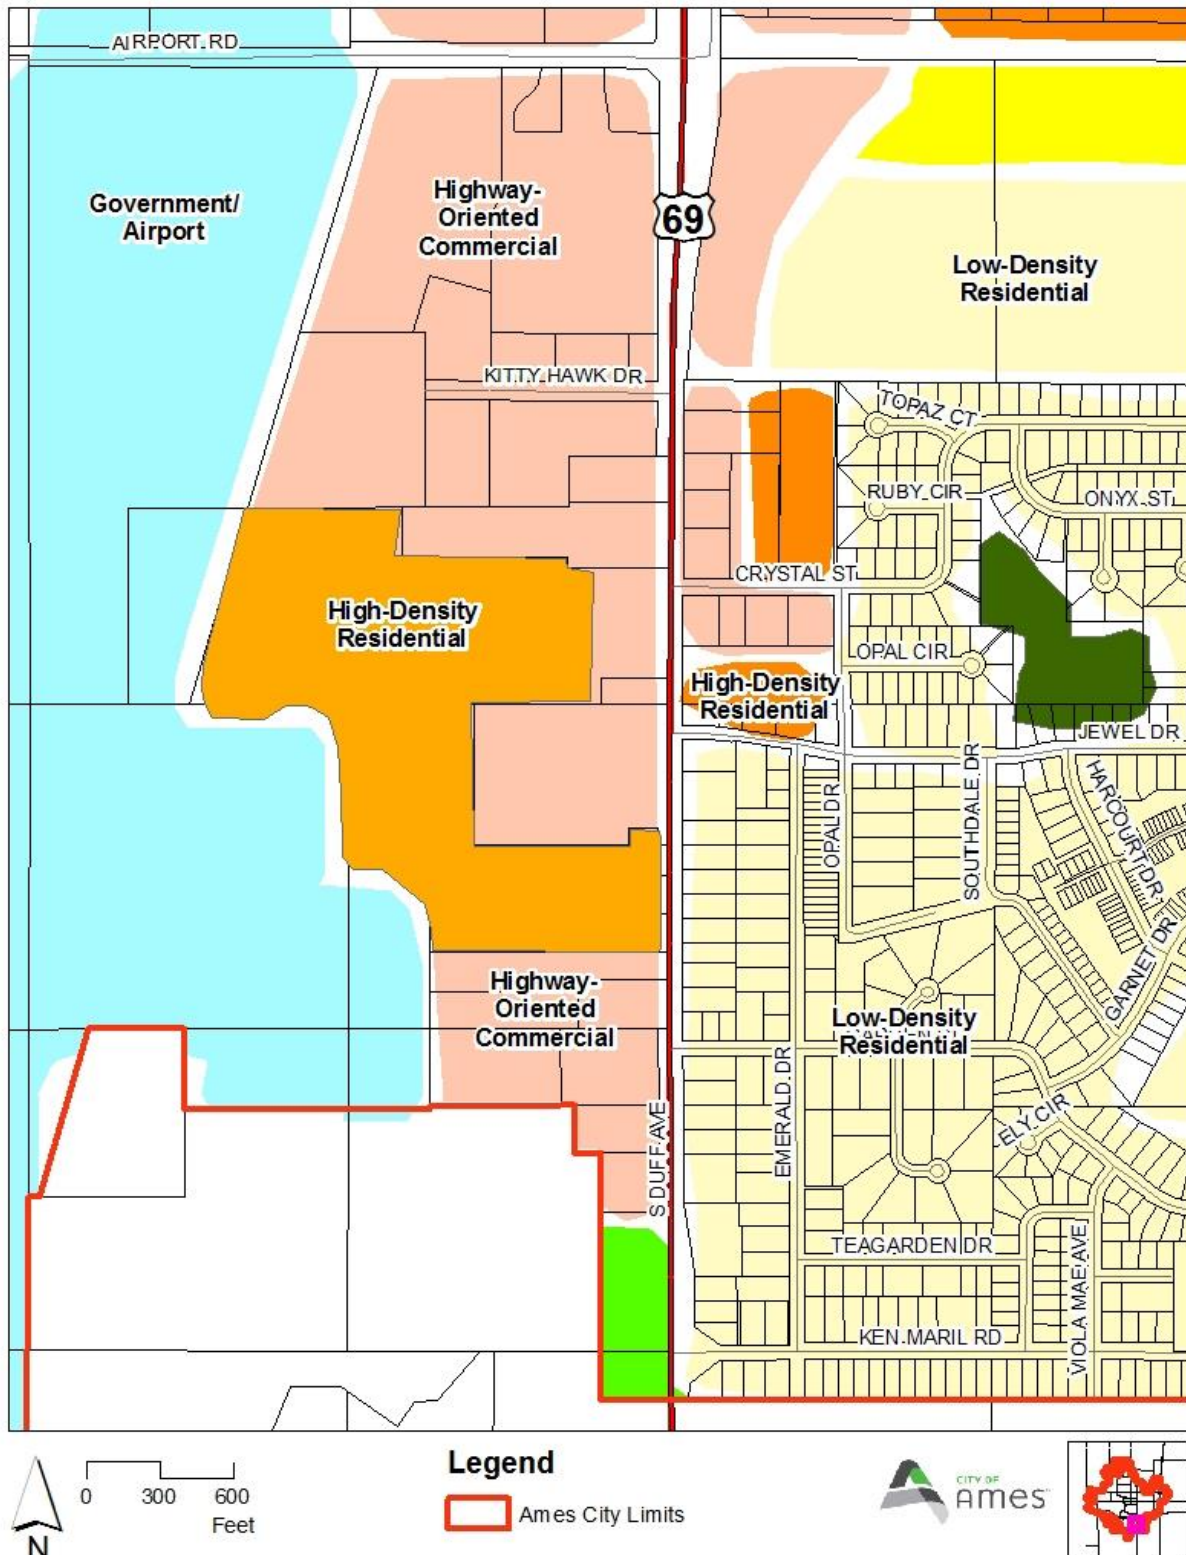 AIRPORT RD
Government/
Airport
Highway-
Oriented
Commercial
69
Low-Density
Residential
KITTY HAWK DR
TOPAZ CT
RUBY CIR
ONYX ST
CRYSTAL ST
High-Density
Residential
OPAL CIR
High-Density
Residential
JEWEL DR
OPAL DR
SOUTHDALE DR
HARCOURT DR
GARNET DR
Highway-
Oriented
Commercial
Low-Density
Residential
EMERALD DR
S DUFF AVE
ELY CIR
TEAGARDEN DR
VIOLA MAE AVE
KEN MARIL RD
N
0 300 600
Feet
Legend
Ames City Limits
CITY OF
Ames